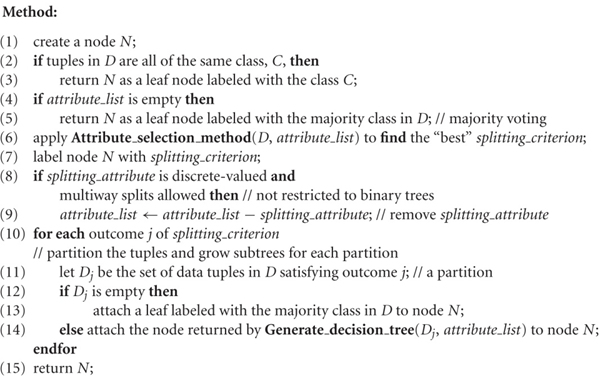 Method:
(1) create a node N;
(2) if tuples in D are all of the same class, C, then
(3) return N as a leaf node labeled with the class C;
(4) if attribute_list is empty then
(5) return N as a leaf node labeled with the majority class in D; // majority voting
(6) apply Attribute_selection_method(D, attribute_list) to find the “best” splitting_criterion;
(7) label node N with splitting_criterion;
(8) if splitting_attribute is discrete-valued and
multiway splits allowed then // not restricted to binary trees
(9) attribute_list ← attribute_list − splitting_attribute; // remove splitting_attribute
(10) for each outcome j of splitting_criterion
// partition the tuples and grow subtrees for each partition
(11) let Dj be the set of data tuples in D satisfying outcome j; // a partition
(12) if Dj is empty then
(13) attach a leaf labeled with the majority class in D to node N;
(14) else attach the node returned by Generate_decision_tree(Dj, attribute_list) to node N;
endfor
(15) return N;